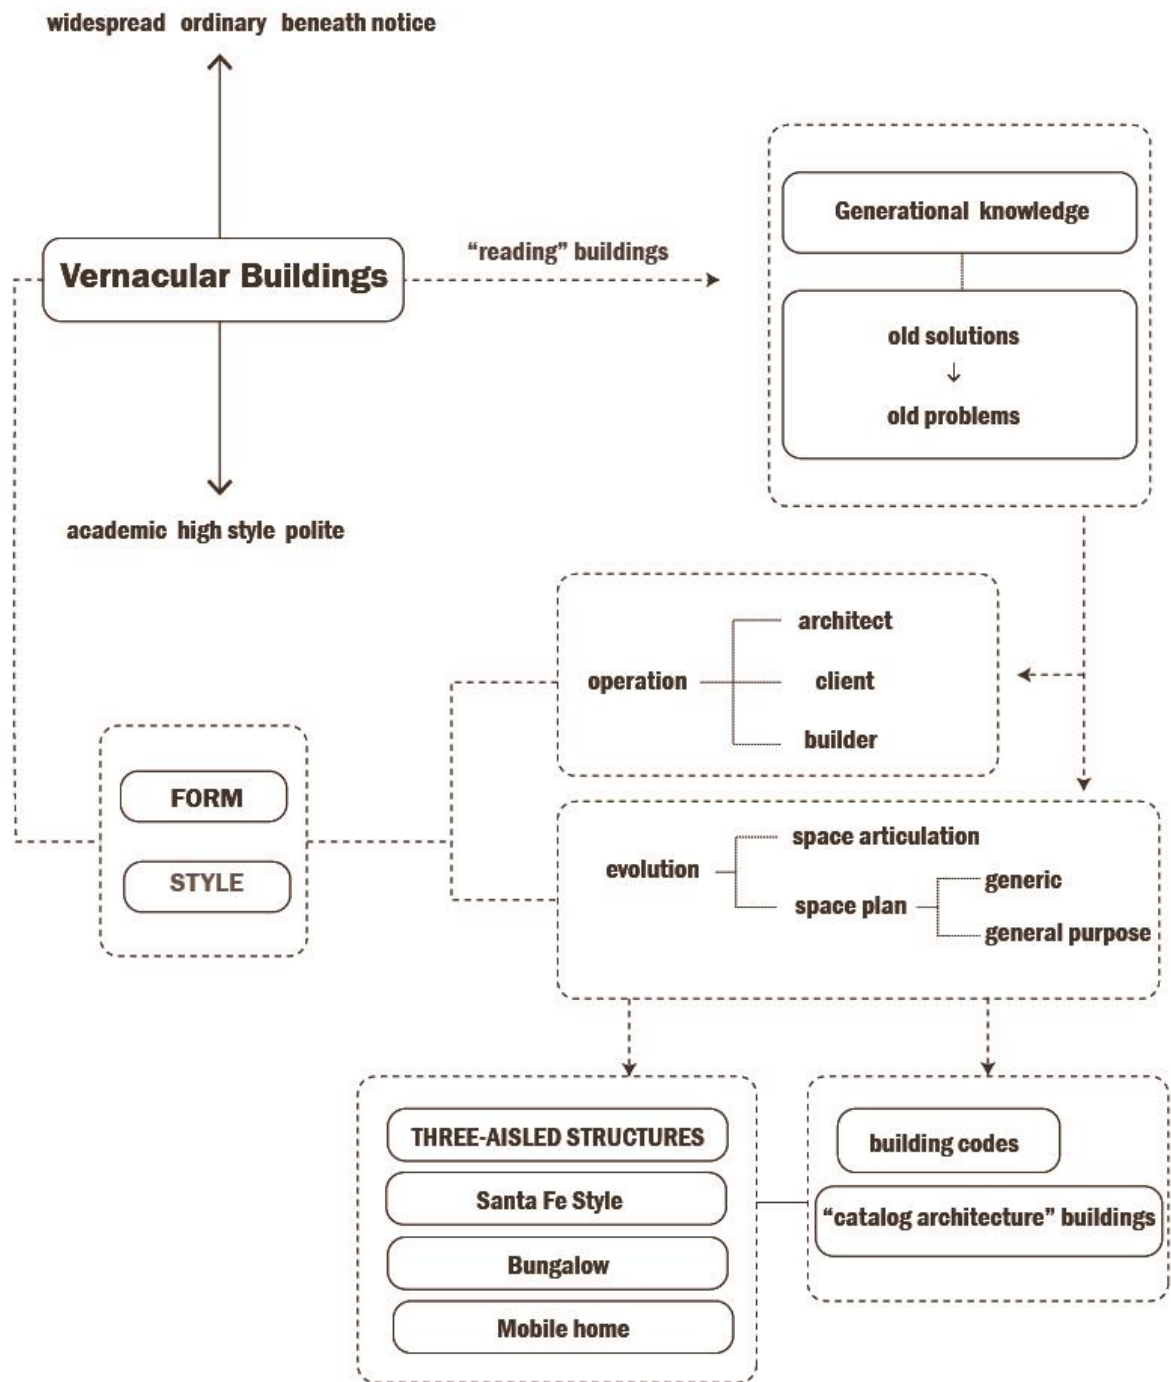 widespread ordinary beneath notice
Generational knowledge
Vernacular Buildings
“reading” buildings
old solutions
↓
old problems
academic high style polite
architect
operation
client
builder
FORM
STYLE
space articulation
evolution
generic
space plan
general purpose
THREE-AISLED STRUCTURES
Santa Fe Style
Bungalow
Mobile home
building codes
“catalog architecture” buildings